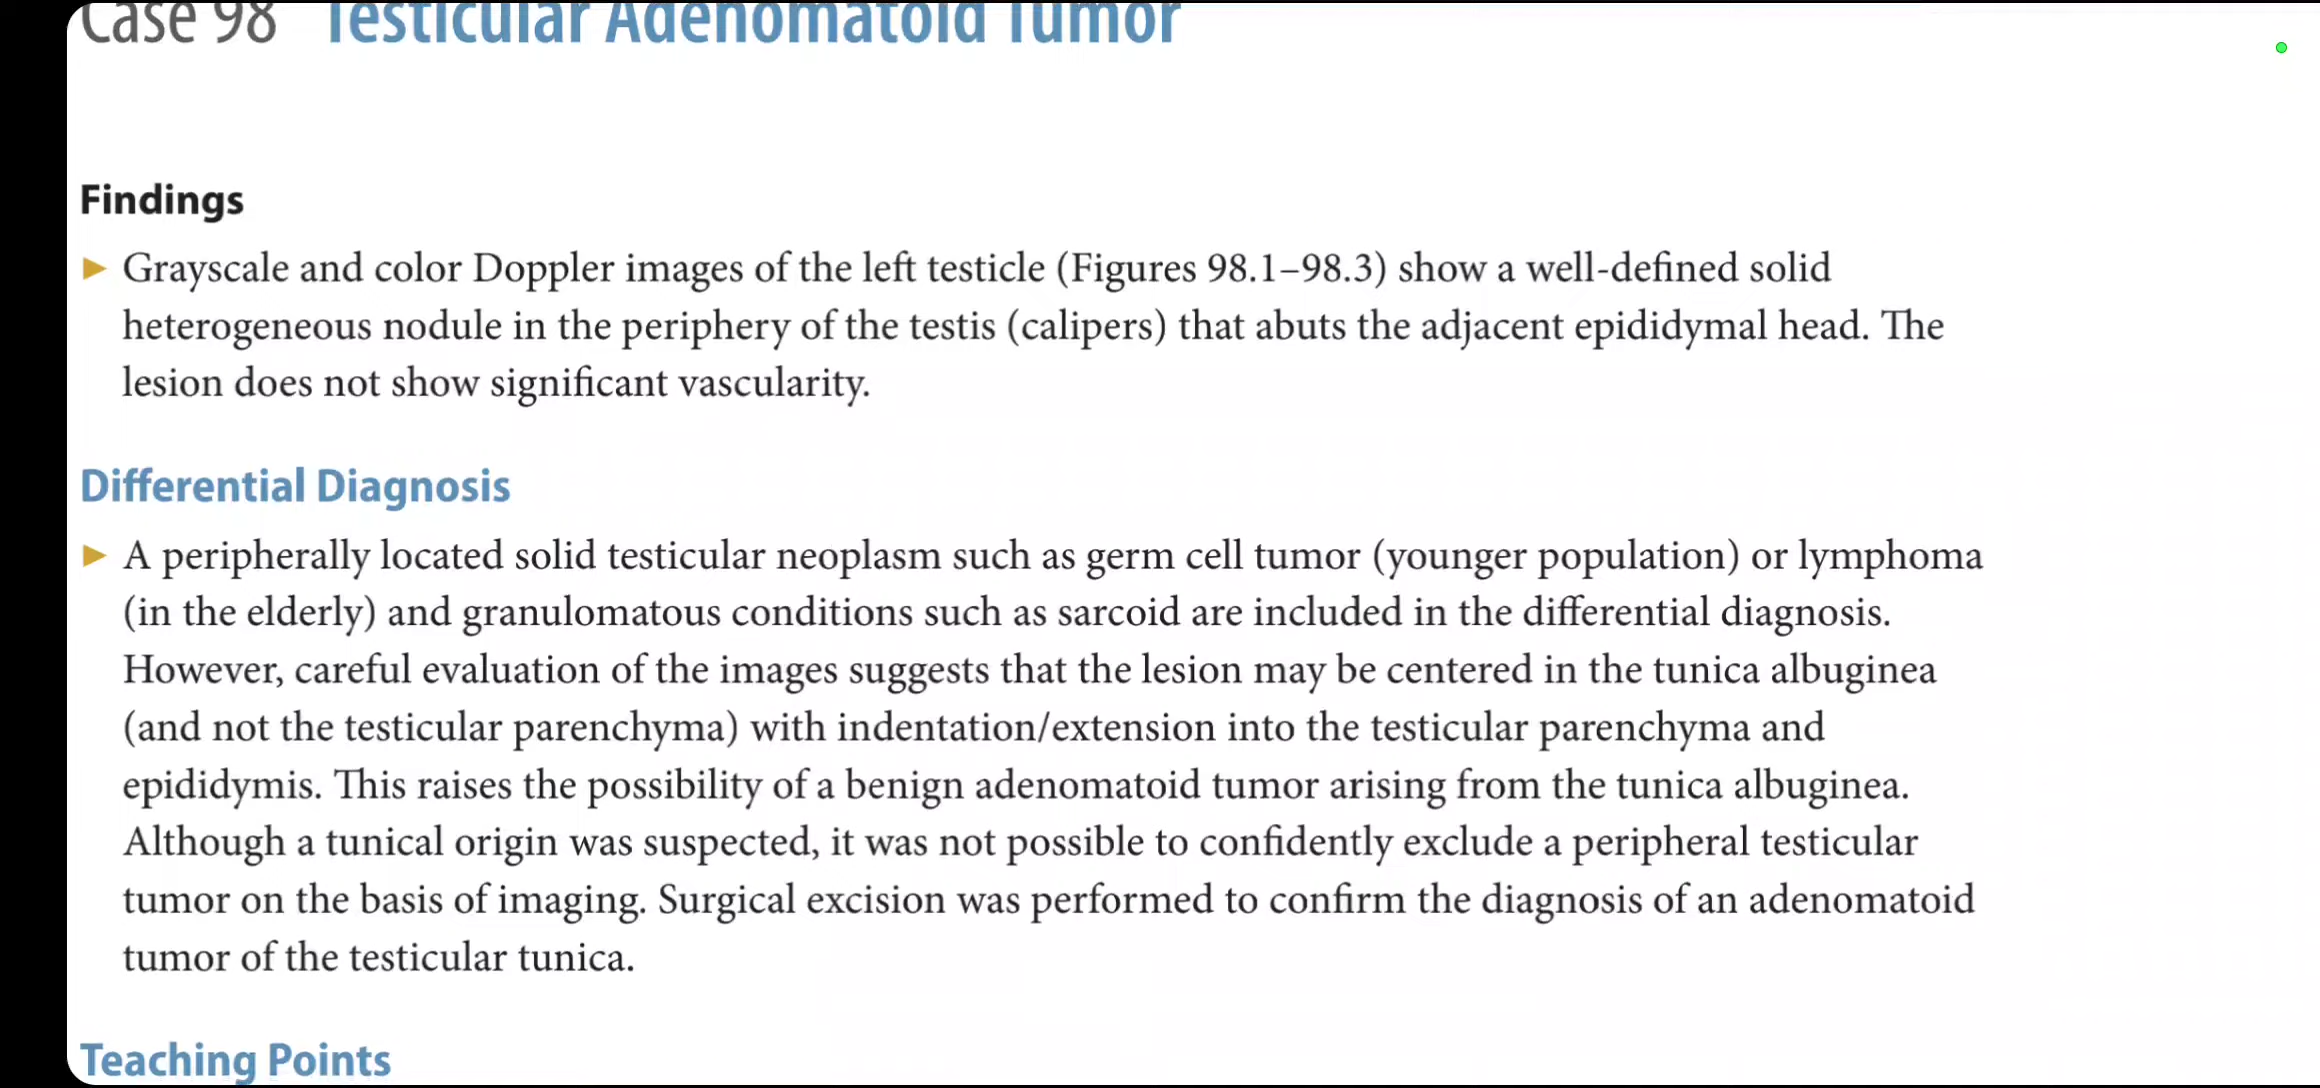 Case 98 Testicular Adenomatoid Tumor
Findings
► Grayscale and color Doppler images of the left testicle (Figures 98.1–98.3) show a well-defined solid
heterogeneous nodule in the periphery of the testis (calipers) that abuts the adjacent epididymal head. The
lesion does not show significant vascularity.
Differential Diagnosis
► A peripherally located solid testicular neoplasm such as germ cell tumor (younger population) or lymphoma
(in the elderly) and granulomatous conditions such as sarcoid are included in the differential diagnosis.
However, careful evaluation of the images suggests that the lesion may be centered in the tunica albuginea
(and not the testicular parenchyma) with indentation/extension into the testicular parenchyma and
epididymis. This raises the possibility of a benign adenomatoid tumor arising from the tunica albuginea.
Although a tunical origin was suspected, it was not possible to confidently exclude a peripheral testicular
tumor on the basis of imaging. Surgical excision was performed to confirm the diagnosis of an adenomatoid
tumor of the testicular tunica.
Teaching Points